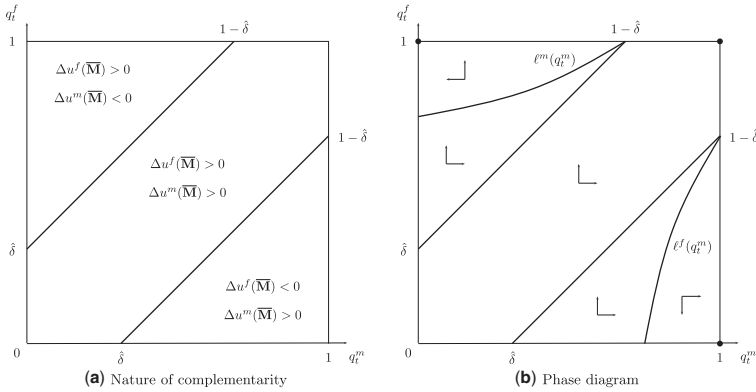 q_t^f
1
1 − δ̂
Δu^f(M̅) > 0
Δu^m(M̅) < 0
Δu^f(M̅) > 0
Δu^m(M̅) > 0
1 − δ̂
δ̂
Δu^f(M̅) < 0
Δu^m(M̅) > 0
0
δ̂
1
q_t^m
(a) Nature of complementarity
q_t^f
1
1 − δ̂
ℓ^m(q_t^m)
1 − δ̂
δ̂
ℓ^f(q_t^m)
0
δ̂
1
q_t^m
(b) Phase diagram